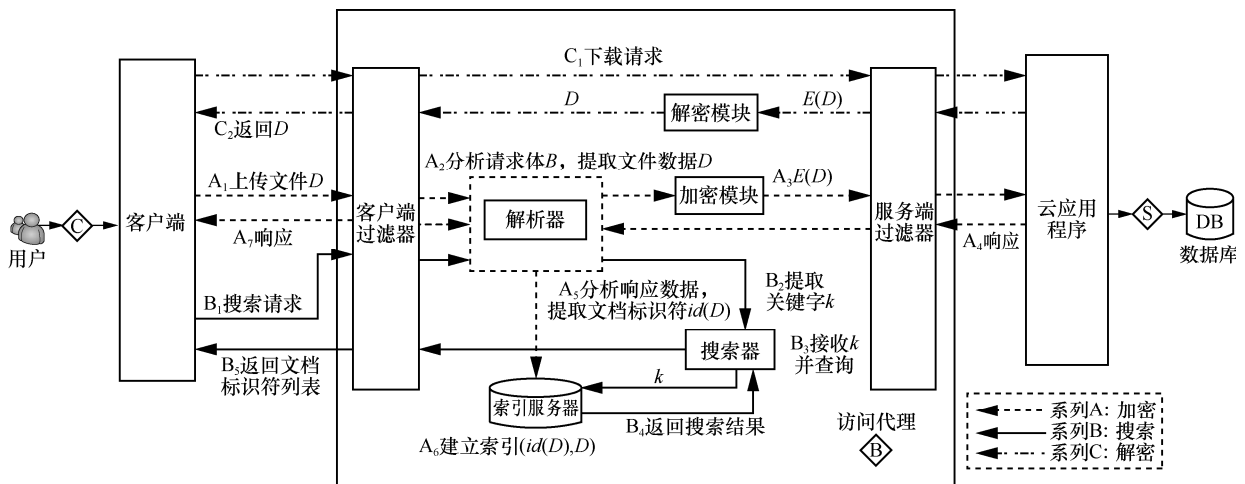 C₁下载请求
D
解密模块
E(D)
C₂返回D
A₂分析请求体B，提取文件数据D
A₁上传文件D
加密模块
A₃E(D)
解析器
客户端
客户端
过滤器
服务端
过滤器
云应用
程序
C
用户
A₇响应
A₄响应
S
DB
数据库
B₁搜索请求
A₅分析响应数据，
提取文档标识符id(D)
B₂提取
关键字k
搜索器
B₃接收k
并查询
B₅返回文档
标识符列表
k
索引服务器
B₄返回搜索结果
A₆建立索引(id(D),D)
访问代理
B
系列A: 加密
系列B: 搜索
系列C: 解密